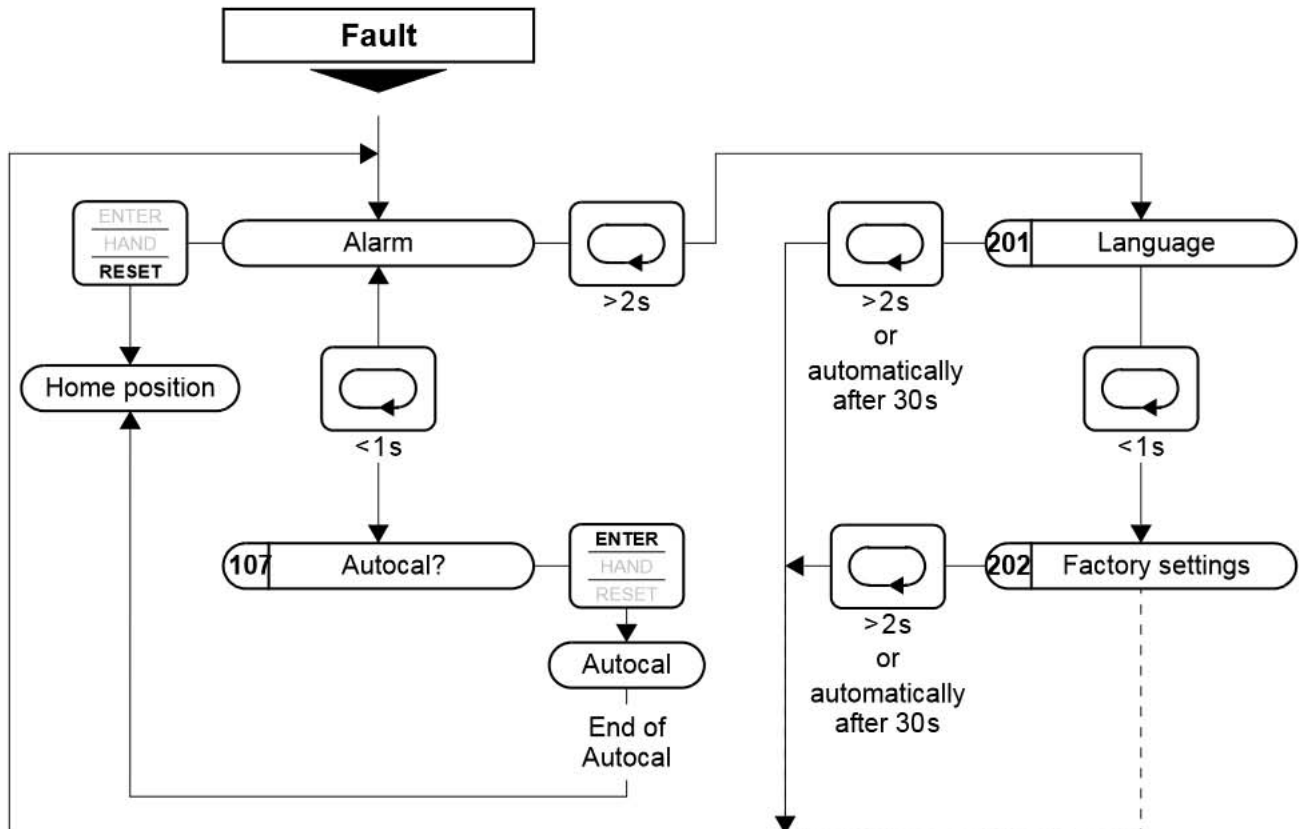 Fault
ENTER
HAND
RESET
Alarm
>2s
201 Language
>2s
or
automatically
after 30s
Home position
<1s
<1s
107 Autocal?
ENTER
HAND
RESET
202 Factory settings
>2s
or
automatically
after 30s
Autocal
End of
Autocal